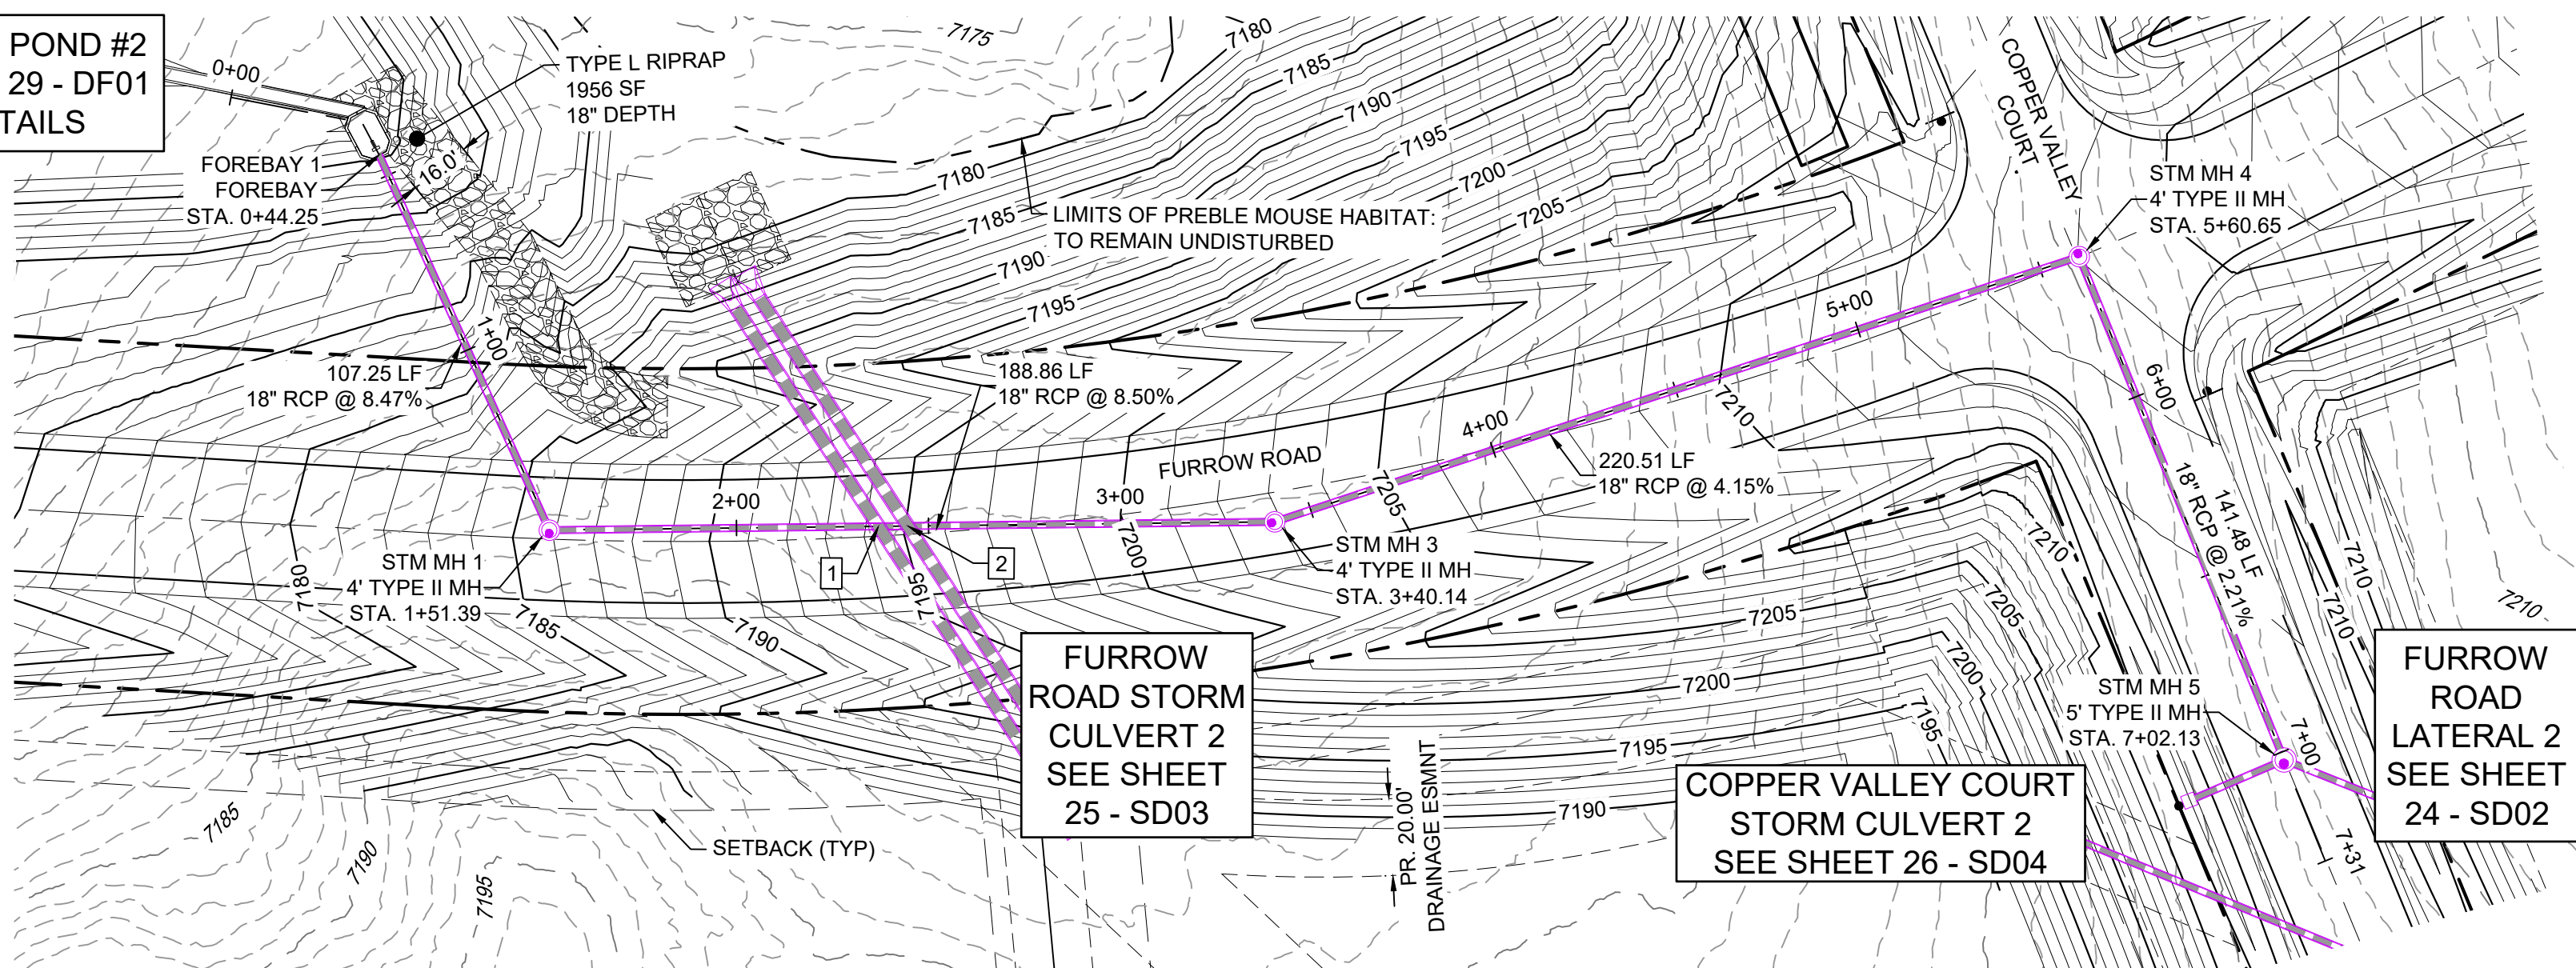 POND #2
29 - DF01
TAILS
0+00
TYPE L RIPRAP
1956 SF
18" DEPTH
7175
7180
7185
7190
7195
7200
7205
7180
7185
7190
7195
FOREBAY 1
FOREBAY
STA. 0+44.25
16.0'
LIMITS OF PREBLE MOUSE HABITAT:
TO REMAIN UNDISTURBED
COPPER VALLEY
COURT
STM MH 4
4' TYPE II MH
STA. 5+60.65
1+00
107.25 LF
18" RCP @ 8.47%
188.86 LF
18" RCP @ 8.50%
5+00
6+00
7210
4+00
FURROW ROAD
220.51 LF
18" RCP @ 4.15%
7205
2+00
3+00
7200
141.48 LF
18" RCP @ 2.21%
STM MH 1
4' TYPE II MH
STA. 1+51.39
1
2
7195
STM MH 3
4' TYPE II MH
STA. 3+40.14
7180
7185
7190
7210
7205
7205
7200
7200
7195
7195
7190
7210
7210
7210
FURROW
ROAD STORM
CULVERT 2
SEE SHEET
25 - SD03
STM MH 5
5' TYPE II MH
STA. 7+02.13
7+00
7+31
FURROW
ROAD
LATERAL 2
SEE SHEET
24 - SD02
COPPER VALLEY COURT
STORM CULVERT 2
SEE SHEET 26 - SD04
PR. 20.00'
DRAINAGE ESMNT
SETBACK (TYP)
7185
7190
7195